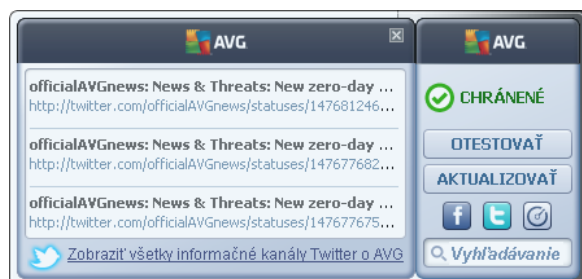 AVG
officialAVGnews: News & Threats: New zero-day ...
http://twitter.com/officialAVGnews/statuses/147681246...
officialAVGnews: News & Threats: New zero-day ...
http://twitter.com/officialAVGnews/statuses/147677682...
officialAVGnews: News & Threats: New zero-day ...
http://twitter.com/officialAVGnews/statuses/147677675...
Zobraziť všetky informačné kanály Twitter o AVG
AVG
CHRÁNENÉ
OTESTOVAŤ
AKTUALIZOVAŤ
Vyhľadávanie